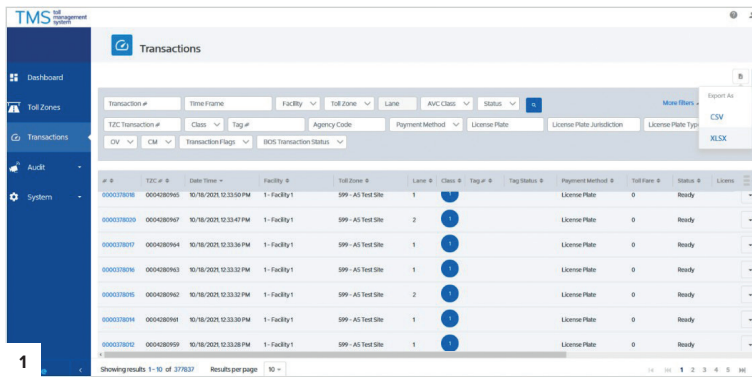 TMS toll management system
Transactions
Export As
CSV
XLSX
Dashboard
Toll Zones
Transactions
Audit
System
Transaction # Time Frame Facility Toll Zone Lane AVC Class Status More filters
TZC Transaction # Class Tag # Agency Code Payment Method License Plate License Plate Jurisdiction License Plate Typ
OV CM Transaction Flags BOS Transaction Status
# TZC # Date Time Facility Toll Zone Lane Class Tag # Tag Status Payment Method Toll Fare Status Licens
0000378018 0004280965 10/18/2021, 12:33:50 PM 1 - Facility 1 599 - A5 Test Site 1 1 License Plate 0 Ready
0000378020 0004280967 10/18/2021, 12:33:47 PM 1 - Facility 1 599 - A5 Test Site 2 1 License Plate 0 Ready
0000378017 0004280964 10/18/2021, 12:33:36 PM 1 - Facility 1 599 - A5 Test Site 1 1 License Plate 0 Ready
0000378016 0004280963 10/18/2021, 12:33:32 PM 1 - Facility 1 599 - A5 Test Site 1 1 License Plate 0 Ready
0000378015 0004280962 10/18/2021, 12:33:32 PM 1 - Facility 1 599 - A5 Test Site 2 1 License Plate 0 Ready
0000378014 0004280961 10/18/2021, 12:33:30 PM 1 - Facility 1 599 - A5 Test Site 1 1 License Plate 0 Ready
0000378012 0004280959 10/18/2021, 12:33:28 PM 1 - Facility 1 599 - A5 Test Site 1 1 License Plate 0 Ready
Showing results 1-10 of 377837 Results per page 10 1 2 3 4 5
1